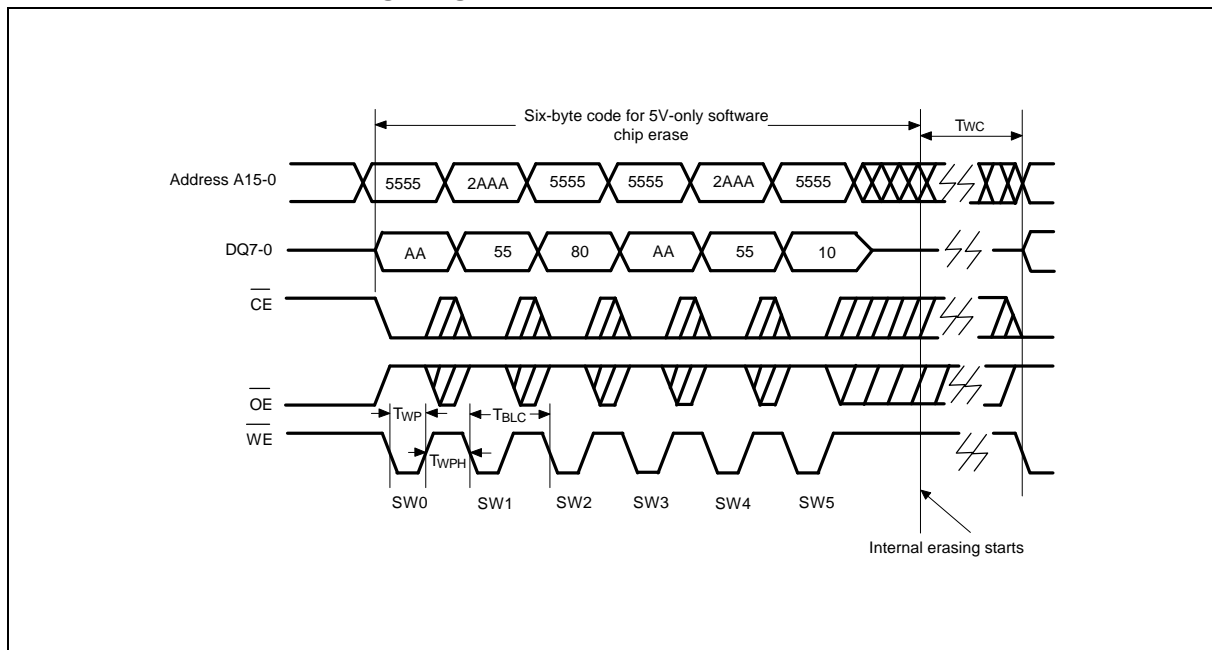 Six-byte code for 5V-only software
chip erase
TWC
Address A15-0
5555
2AAA
5555
5555
2AAA
5555
DQ7-0
AA
55
80
AA
55
10
CE
OE
TWP
TBLC
WE
TWPH
SW0
SW1
SW2
SW3
SW4
SW5
Internal erasing starts